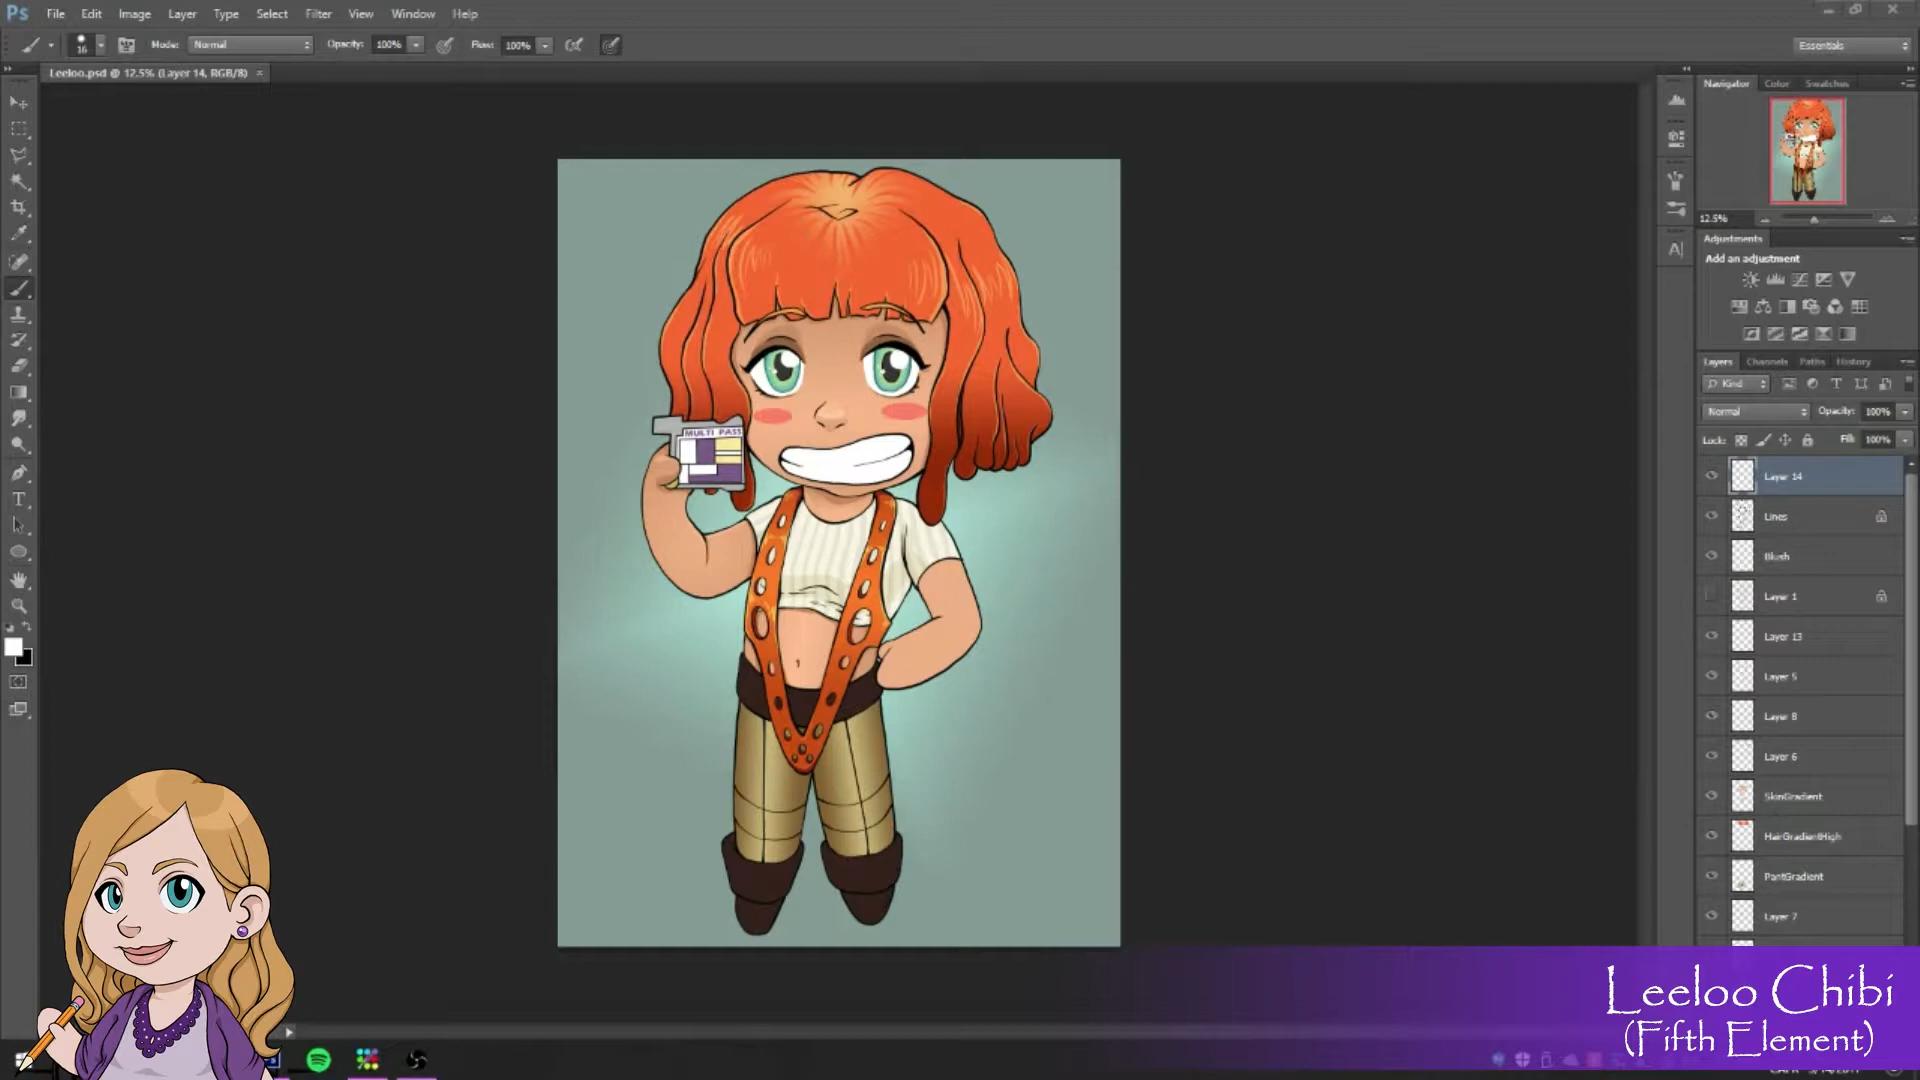 Ps File Edit Image Layer Type Select Filter View Window Help
16 Mode: Normal Opacity: 100% Flow: 100% Essentials
Leeloo.psd @ 12.5% (Layer 14, RGB/8) ×
Navigator Color Swatches
12.5%
Adjustments
Add an adjustment
Layers Channels Paths History
Kind
Normal Opacity: 100%
Lock: Fill: 100%
Layer 14
Lines
Blush
Layer 1
Layer 13
Layer 5
Layer 8
Layer 6
SkinGradient
HairGradientHigh
PantGradient
Layer 7
MULTI PASS
Leeloo Chibi
(Fifth Element)